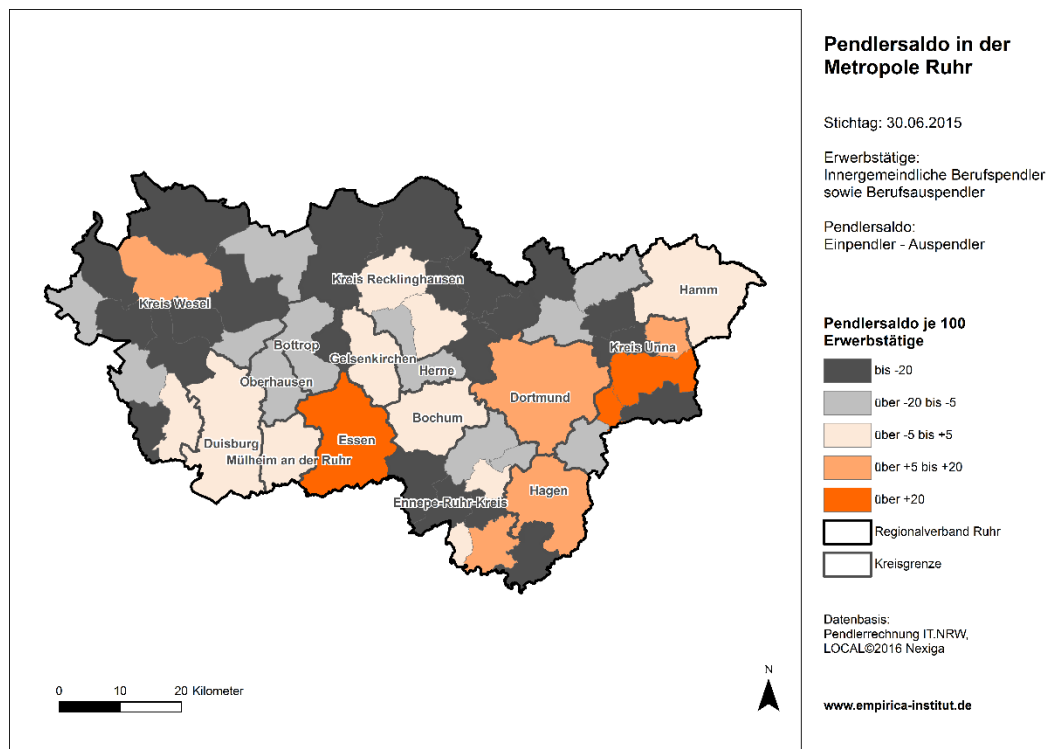 Pendlersaldo in der
Metropole Ruhr
Stichtag: 30.06.2015
Erwerbstätige:
Innergemeindliche Berufspendler
sowie Berufsauspendler
Pendlersaldo:
Einpendler - Auspendler
Pendlersaldo je 100
Erwerbstätige
bis -20
über -20 bis -5
über -5 bis +5
über +5 bis +20
über +20
Regionalverband Ruhr
Kreisgrenze
Datenbasis:
Pendlerrechnung IT.NRW,
LOCAL©2016 Nexiga
www.empirica-institut.de
Kreis Recklinghausen
Hamm
Kreis Wesel
Bottrop
Gelsenkirchen
Kreis Unna
Herne
Oberhausen
Dortmund
Bochum
Duisburg
Essen
Mülheim an der Ruhr
Hagen
Ennepe-Ruhr-Kreis
0 10 20 Kilometer
N